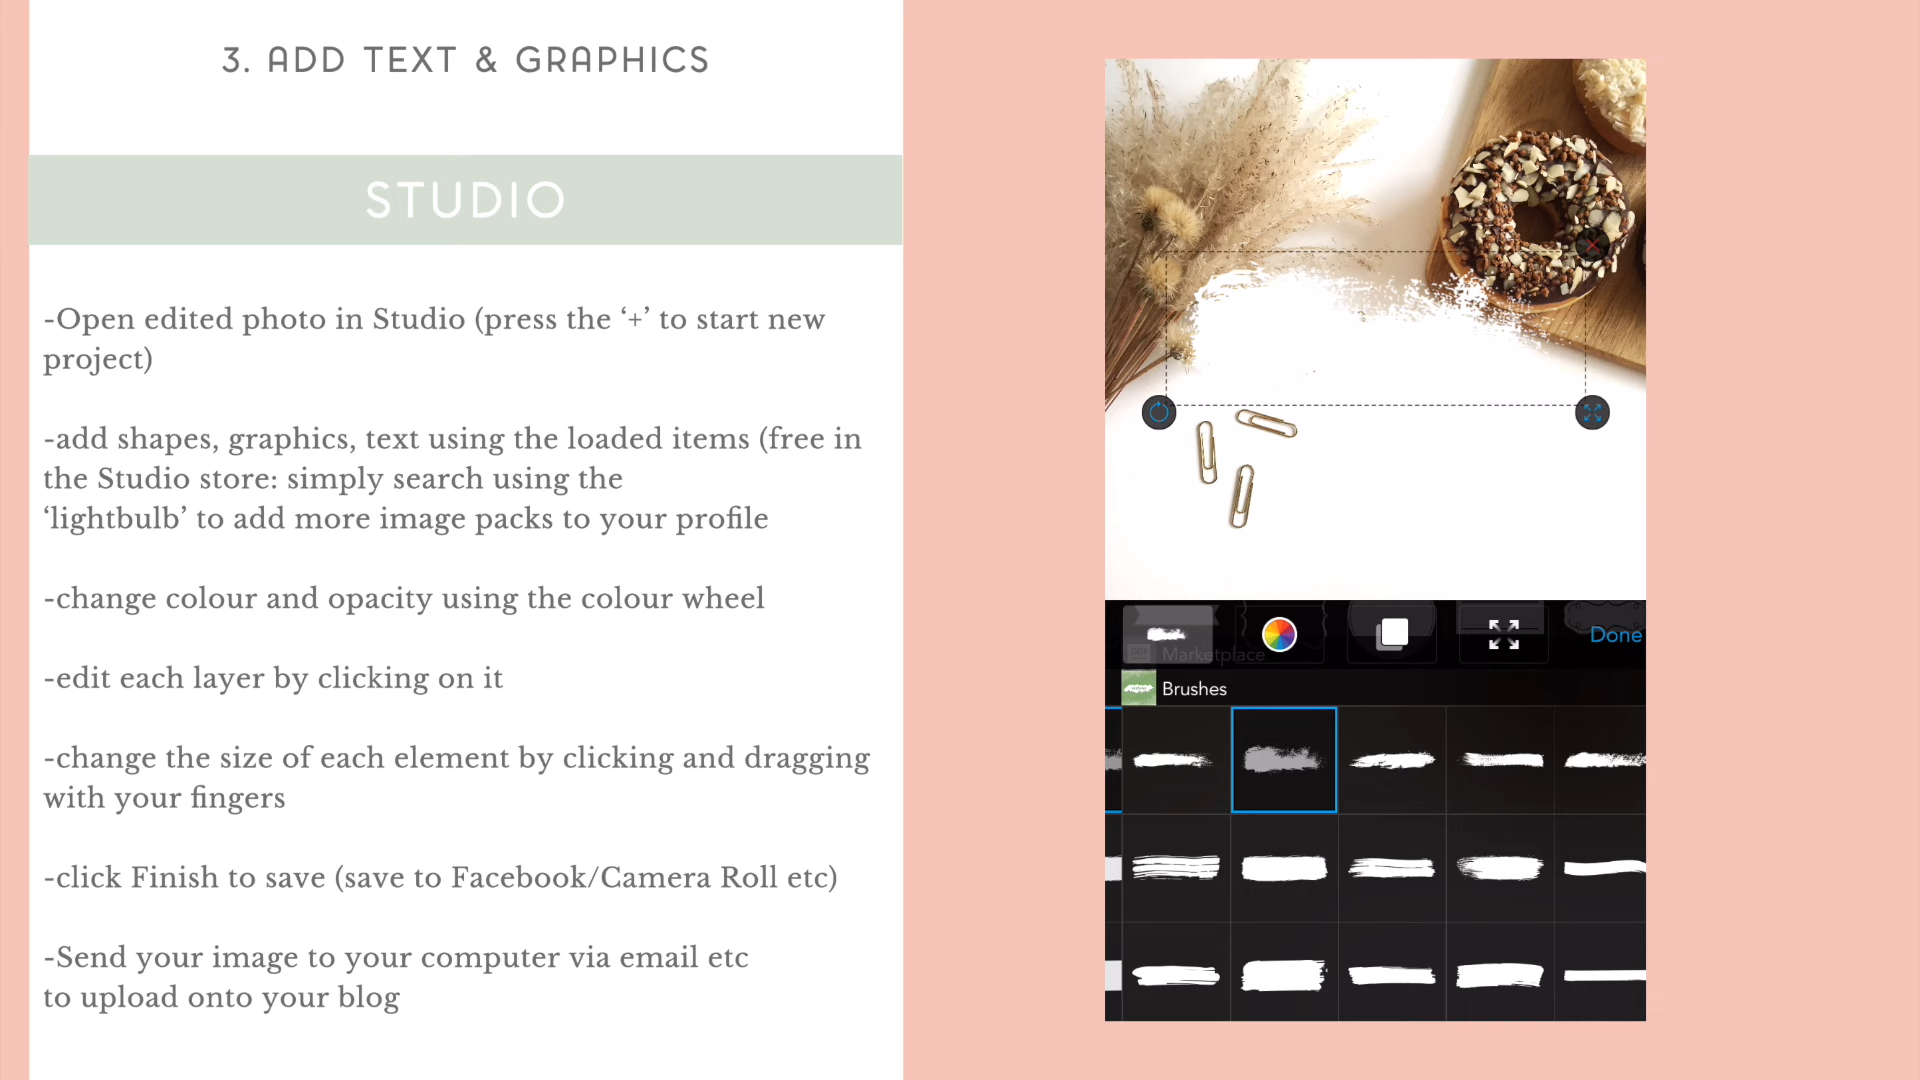 3. ADD TEXT & GRAPHICS
STUDIO
-Open edited photo in Studio (press the ‘+’ to start new
project)
-add shapes, graphics, text using the loaded items (free in
the Studio store: simply search using the
‘lightbulb’ to add more image packs to your profile
-change colour and opacity using the colour wheel
-edit each layer by clicking on it
-change the size of each element by clicking and dragging
with your fingers
-click Finish to save (save to Facebook/Camera Roll etc)
-Send your image to your computer via email etc
to upload onto your blog
Done
Marketplace
Brushes